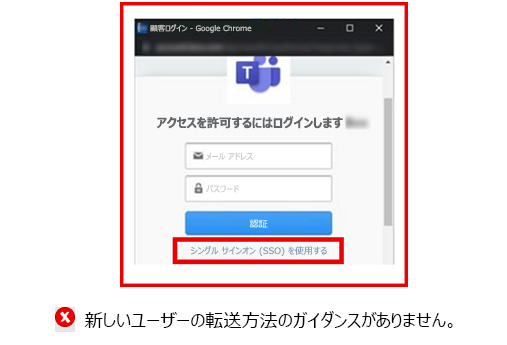 顧客ログイン - Google Chrome
T
アクセスを許可するにはログインします
メール アドレス
パスワード
認証
シングル サインオン (SSO) を使用する
新しいユーザーの転送方法のガイダンスがありません。